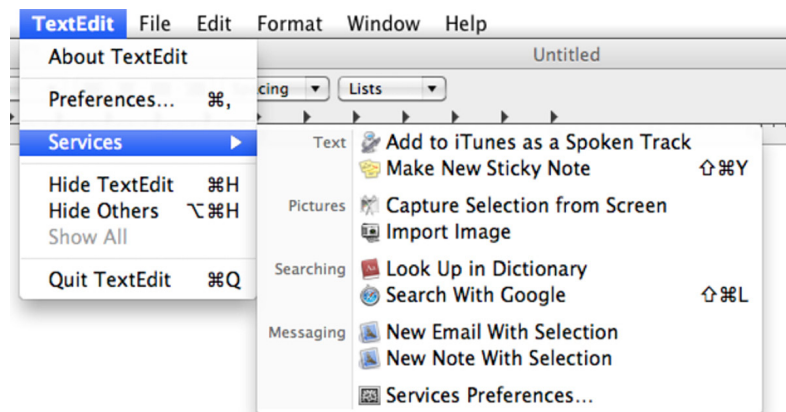 TextEdit File Edit Format Window Help
Untitled
About TextEdit
Preferences... ⌘,
Services
Hide TextEdit ⌘H
Hide Others ⌥⌘H
Show All
Quit TextEdit ⌘Q
Lists
Text
Add to iTunes as a Spoken Track
Make New Sticky Note ⇧⌘Y
Pictures
Capture Selection from Screen
Import Image
Searching
Look Up in Dictionary
Search With Google ⇧⌘L
Messaging
New Email With Selection
New Note With Selection
Services Preferences...